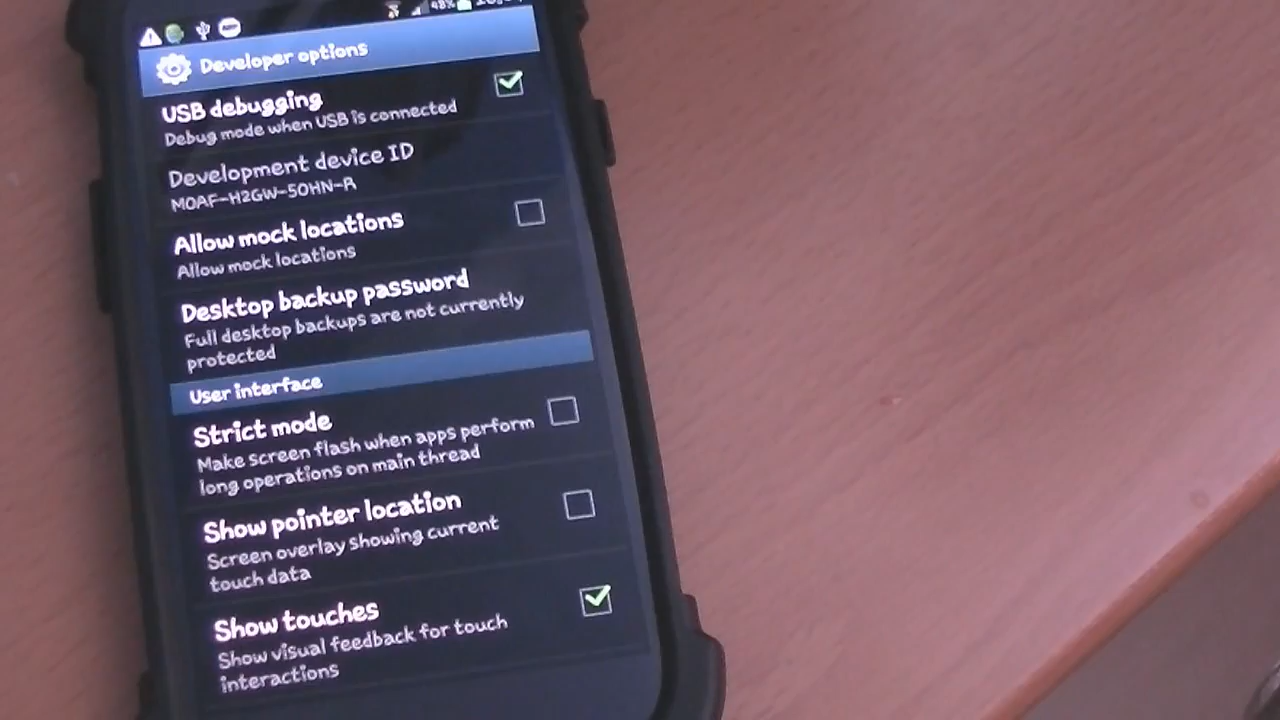 48%
Developer options
USB debugging
Debug mode when USB is connected
Development device ID
MOAF-H2GW-5OHN-R
Allow mock locations
Allow mock locations
Desktop backup password
Full desktop backups are not currently
protected
User interface
Strict mode
Make screen flash when apps perform
long operations on main thread
Show pointer location
Screen overlay showing current
touch data
Show touches
Show visual feedback for touch
interactions